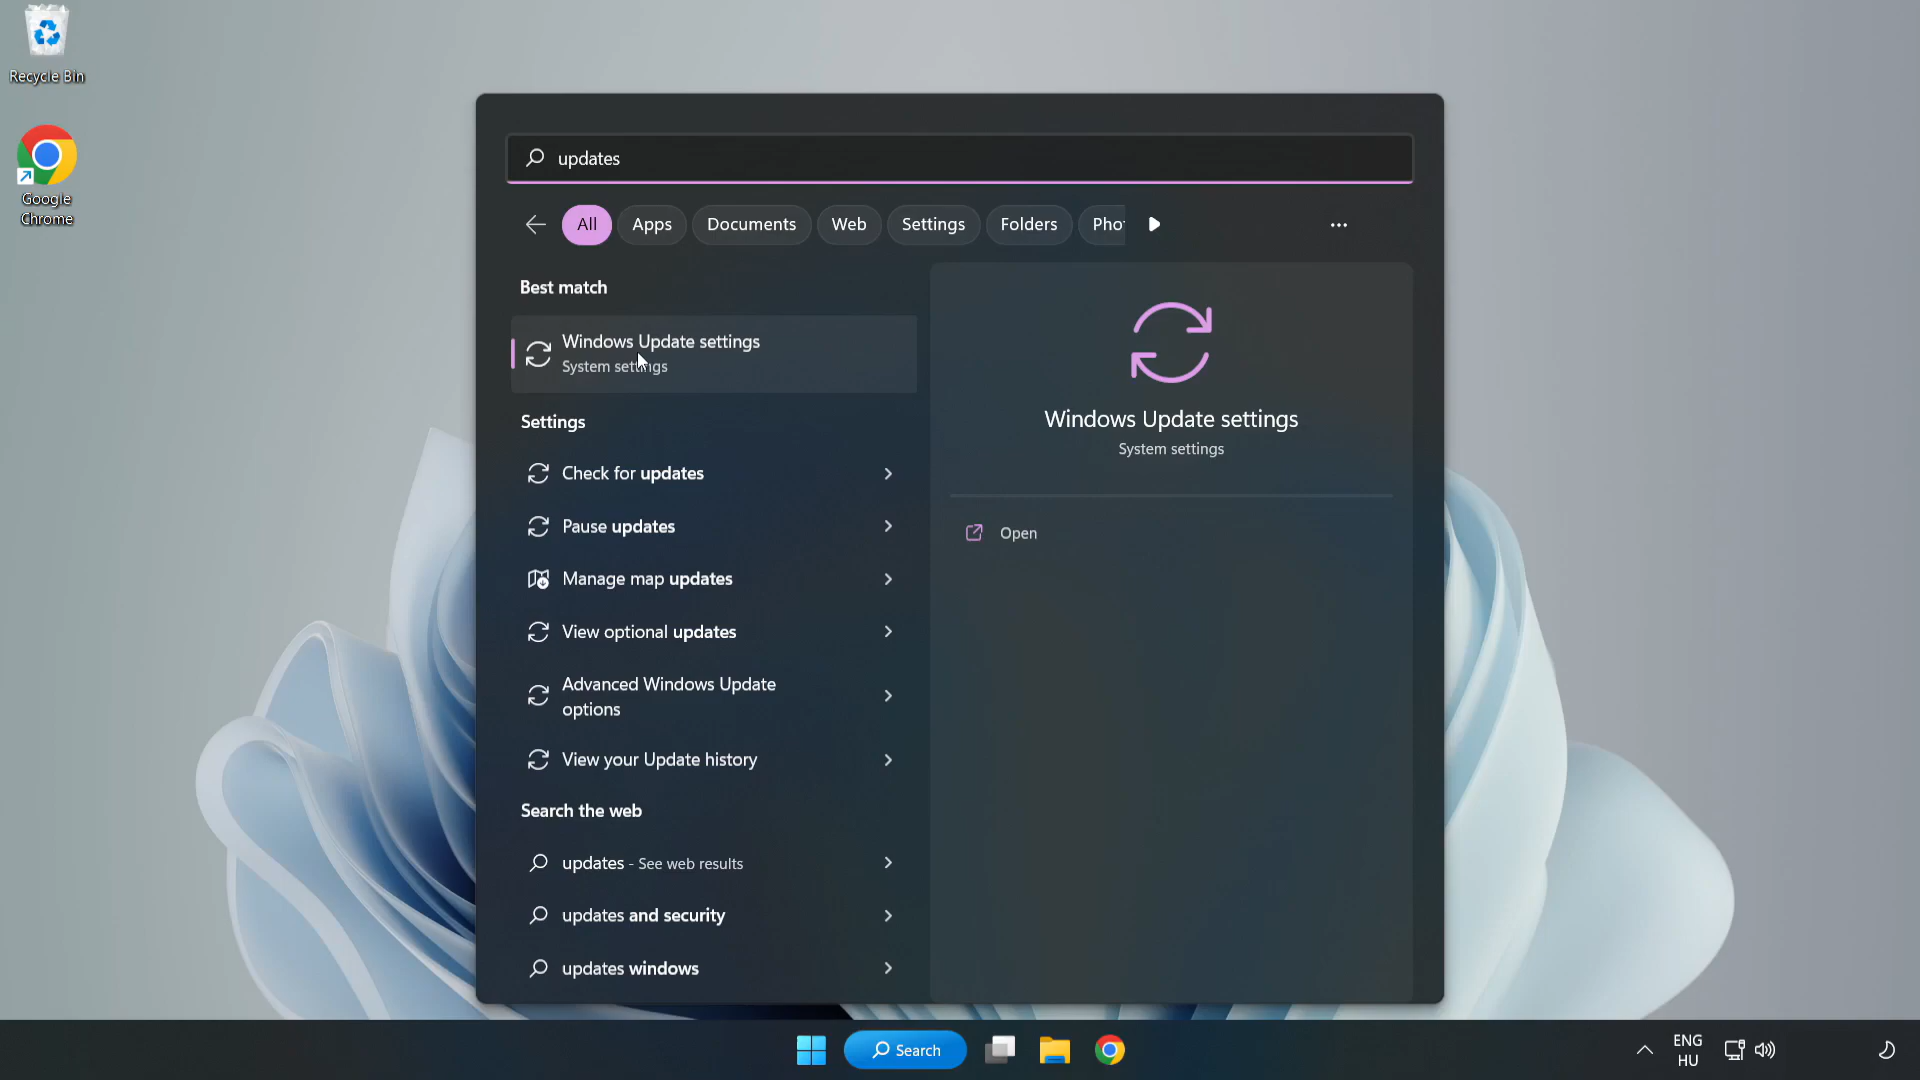 Recycle Bin
Google
Chrome
updates
All
Apps
Documents
Web
Settings
Folders
Pho
Best match
Windows Update settings
System settings
Settings
Check for updates
Pause updates
Manage map updates
View optional updates
Advanced Windows Update
options
View your Update history
Search the web
updates - See web results
updates and security
updates windows
Windows Update settings
System settings
Open
Search
ENG
HU